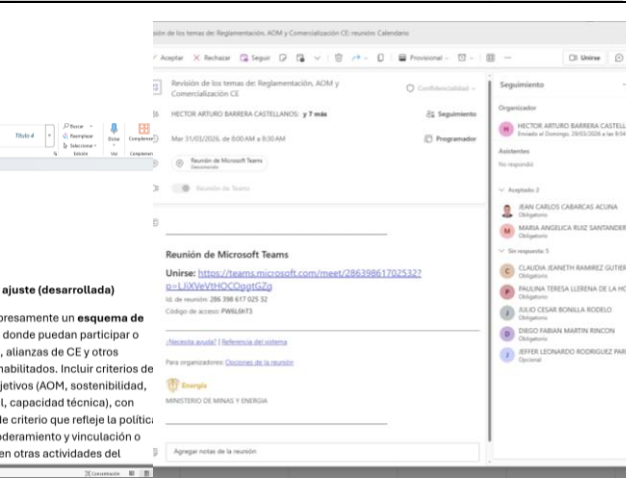 Título 4
Buscar
Reemplazar
Seleccionar
Edición
ajuste (desarrollada)
presamente un esquema de
donde puedan participar o
, alianzas de CE y otros
habilitados. Incluir criterios de
jetivos (AOM, sostenibilidad,
l, capacidad técnica), con
de criterio que refleje la política
poderamiento y vinculación o
en otras actividades del
sión de los temas de: Reglamentación, AOM y Comercialización CE: reunión: Calendario
Aceptar
Rechazar
Seguir
Provisional
Unirse
Revisión de los temas de: Reglamentación, AOM y
Comercialización CE
Confidencialidad
HECTOR ARTURO BARRERA CASTELLANOS: y 7 más
Seguimiento
Mar 31/03/2026, de 8:00 AM a 8:30 AM
Programador
Reunión de Microsoft Teams
Reunión de Teams
Reunión de Microsoft Teams
Unirse: https://teams.microsoft.com/meet/28639861702532?
Id. de reunión: 286 398 617 025 32
Código de acceso:
¿Necesita ayuda? | Referencia del sistema
Para organizadores: Opciones de la reunión
Energía
MINISTERIO DE MINAS Y ENERGIA
Agregar notas de la reunión
Seguimiento
Organizador
H
HECTOR ARTURO BARRERA CASTELL
Enviado el Domingo, 29/03/2026 a las
Asistentes
No respondió
Aceptado 2
JEAN CARLOS CABARCAS ACUNA
Obligatorio
M
MARIA ANGELICA RUIZ SANTANDER
Obligatorio
Sin respuesta 5
C
CLAUDIA JEANETH RAMIREZ GUTIER
Obligatorio
P
PAULINA TERESA LLERENA DE LA HO
Obligatorio
J
JULIO CESAR BONILLA RODELO
Obligatorio
D
DIEGO FABIAN MARTIN RINCON
Obligatorio
J
JEFFER LEONARDO RODRIGUEZ PAR
Opcional